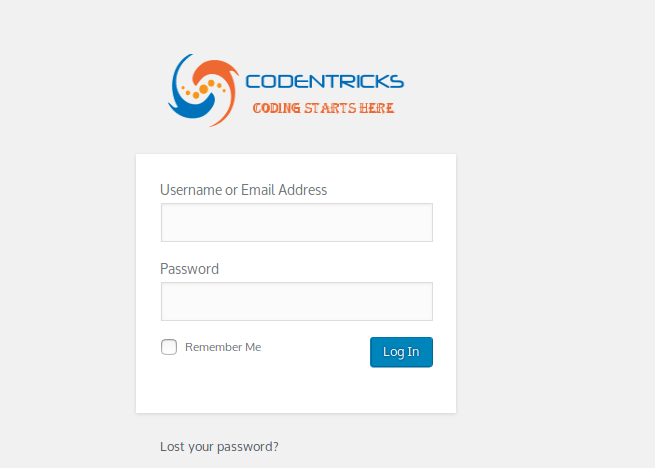 CODENTRICKS
CODING STARTS HERE
Username or Email Address
Password
Remember Me
Log In
Lost your password?